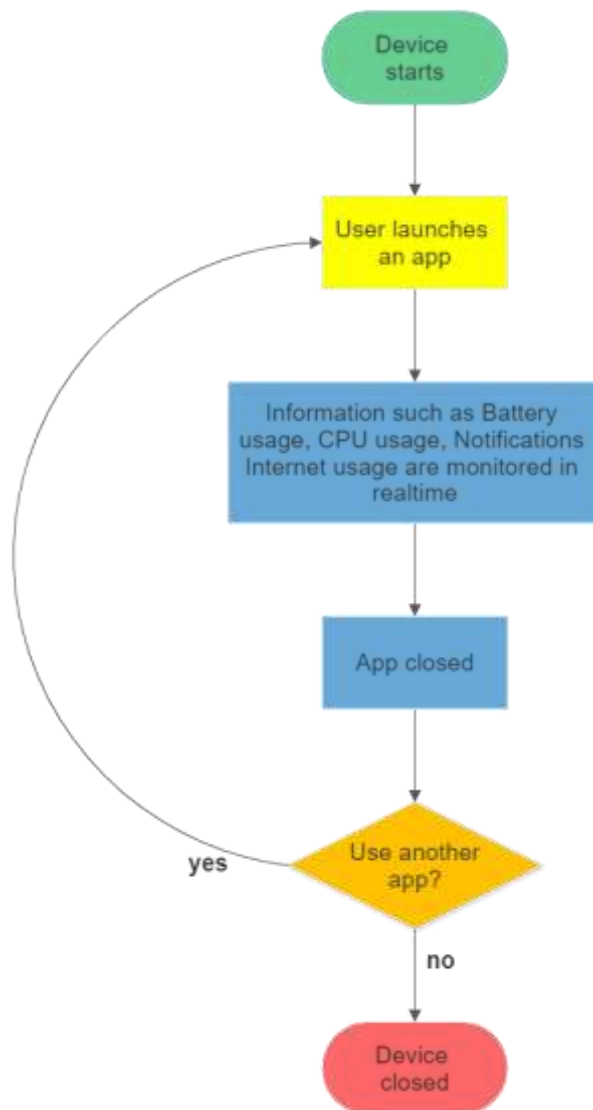 Device
starts
User launches
an app
Information such as Battery
usage, CPU usage, Notifications
Internet usage are monitored in
realtime
App closed
Use another
app?
yes
no
Device
closed